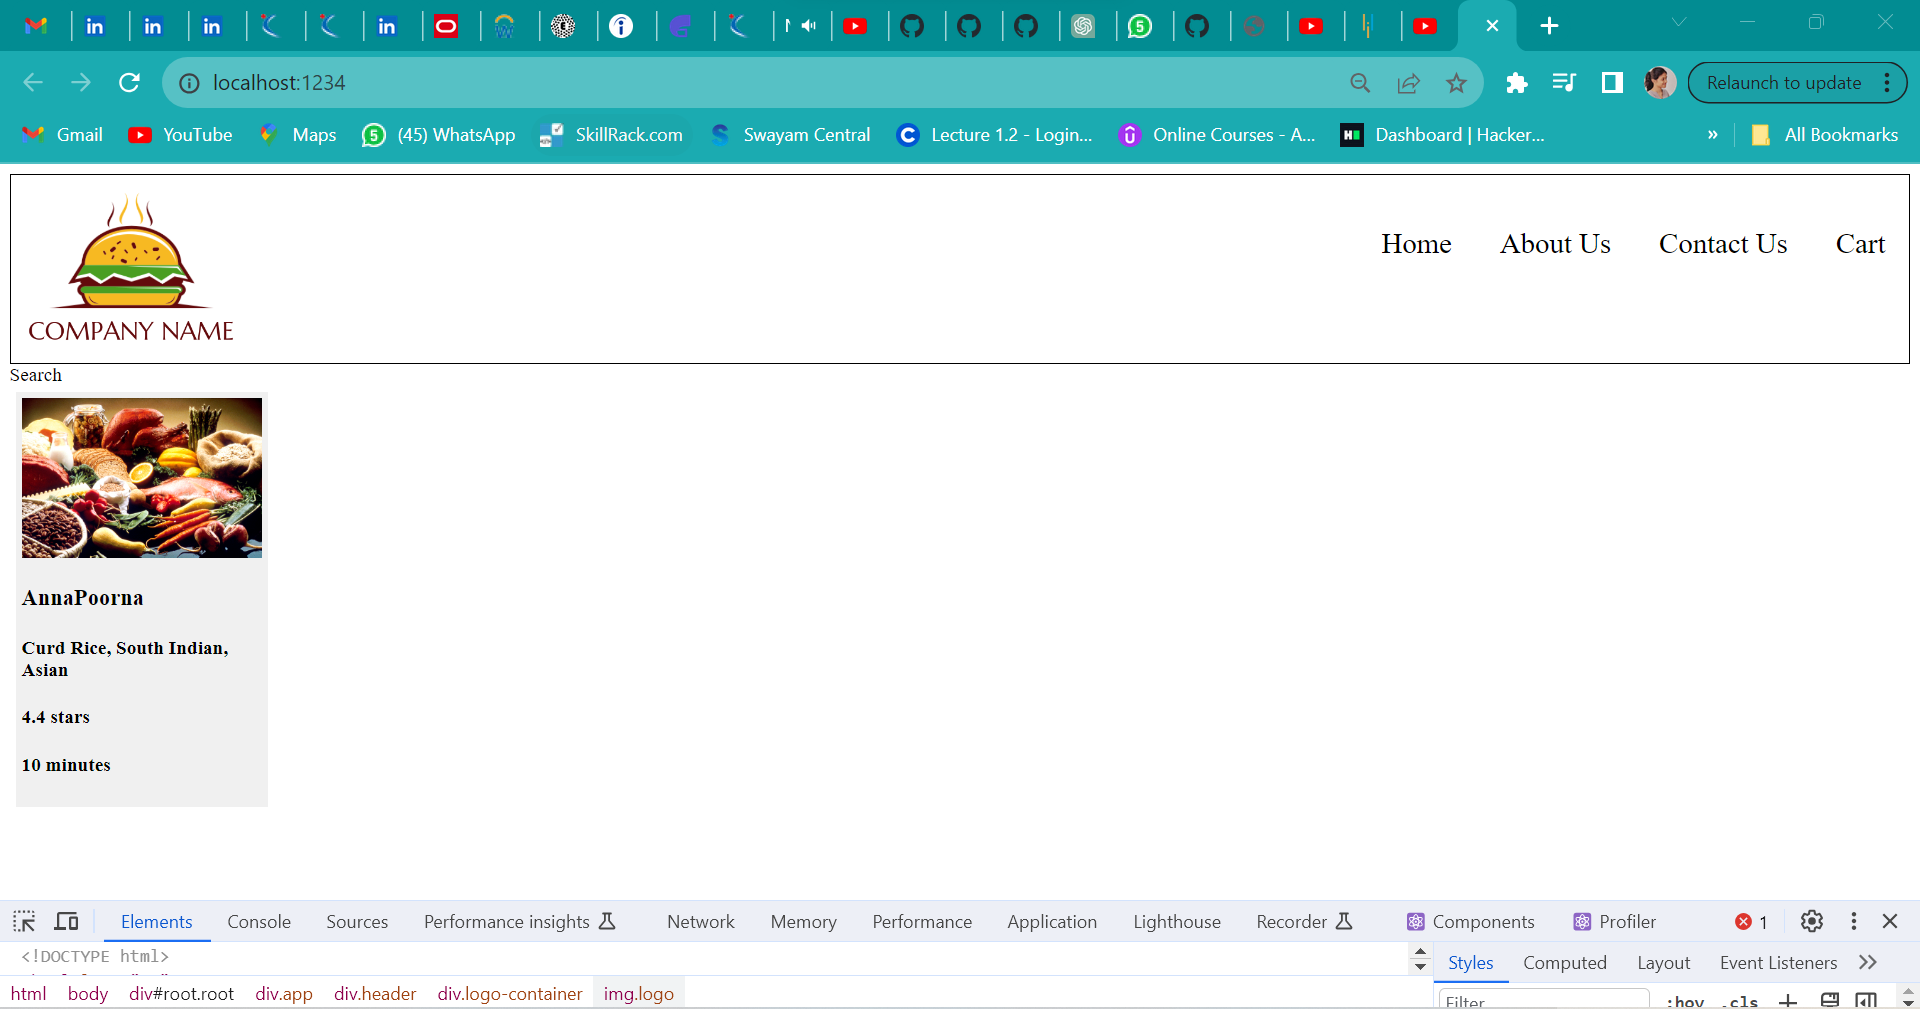 localhost:1234
Relaunch to update
Gmail YouTube Maps (45) WhatsApp SkillRack.com Swayam Central Lecture 1.2 - Login... Online Courses - A... Dashboard | Hacker... » All Bookmarks
Home About Us Contact Us Cart
COMPANY NAME
Search
AnnaPoorna
Curd Rice, South Indian,
Asian
4.4 stars
10 minutes
Elements Console Sources Performance insights Network Memory Performance Application Lighthouse Recorder Components Profiler 1
<!DOCTYPE html>
Styles Computed Layout Event Listeners
html body div#root.root div.app div.header div.logo-container img.logo
Filter :hov .cls